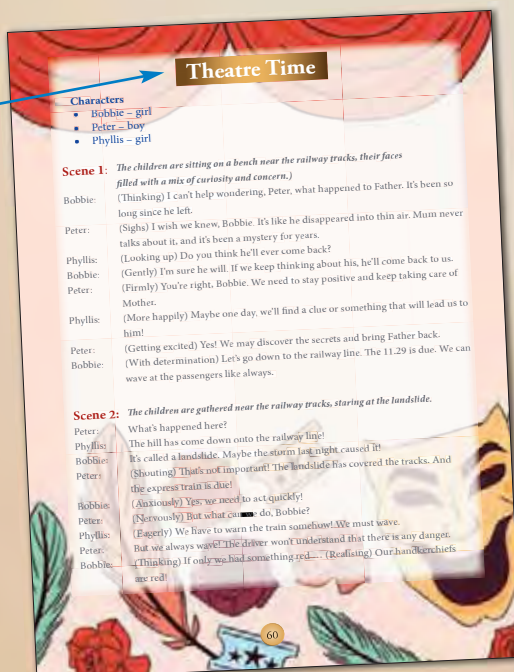 Theatre Time
Characters
• Bobbie – girl
• Peter – boy
• Phyllis – girl
Scene 1: The children are sitting on a bench near the railway tracks, their faces
filled with a mix of curiosity and concern.)
Bobbie: (Thinking) I can't help wondering, Peter, what happened to Father. It's been so
long since he left.
Peter: (Sighs) I wish we knew, Bobbie. It's like he disappeared into thin air. Mum never
talks about it, and it's been a mystery for years.
Phyllis: (Looking up) Do you think he'll ever come back?
Bobbie: (Gently) I'm sure he will. If we keep thinking about his, he'll come back to us.
Peter: (Firmly) You're right, Bobbie. We need to stay positive and keep taking care of
Mother.
Phyllis: (More happily) Maybe one day, we'll find a clue or something that will lead us to
him!
Peter: (Getting excited) Yes! We may discover the secrets and bring Father back.
Bobbie: (With determination) Let's go down to the railway line. The 11.29 is due. We can
wave at the passengers like always.
Scene 2: The children are gathered near the railway tracks, staring at the landslide.
Peter: What's happened here?
Phyllis: The hill has come down onto the railway line!
Bobbie: It's called a landslide. Maybe the storm last night caused it!
Peter: (Shouting) That's not important! The landslide has covered the tracks. And
the express train is due!
Bobbie: (Anxiously) Yes, we need to act quickly!
Peter: (Nervously) But what can we do, Bobbie?
Phyllis: (Eagerly) We have to warn the train somehow! We must wave.
Peter: But we always wave! The driver won't understand that there is any danger.
Bobbie: (Thinking) If only we had something red... (Realising) Our handkerchiefs
are red!
60